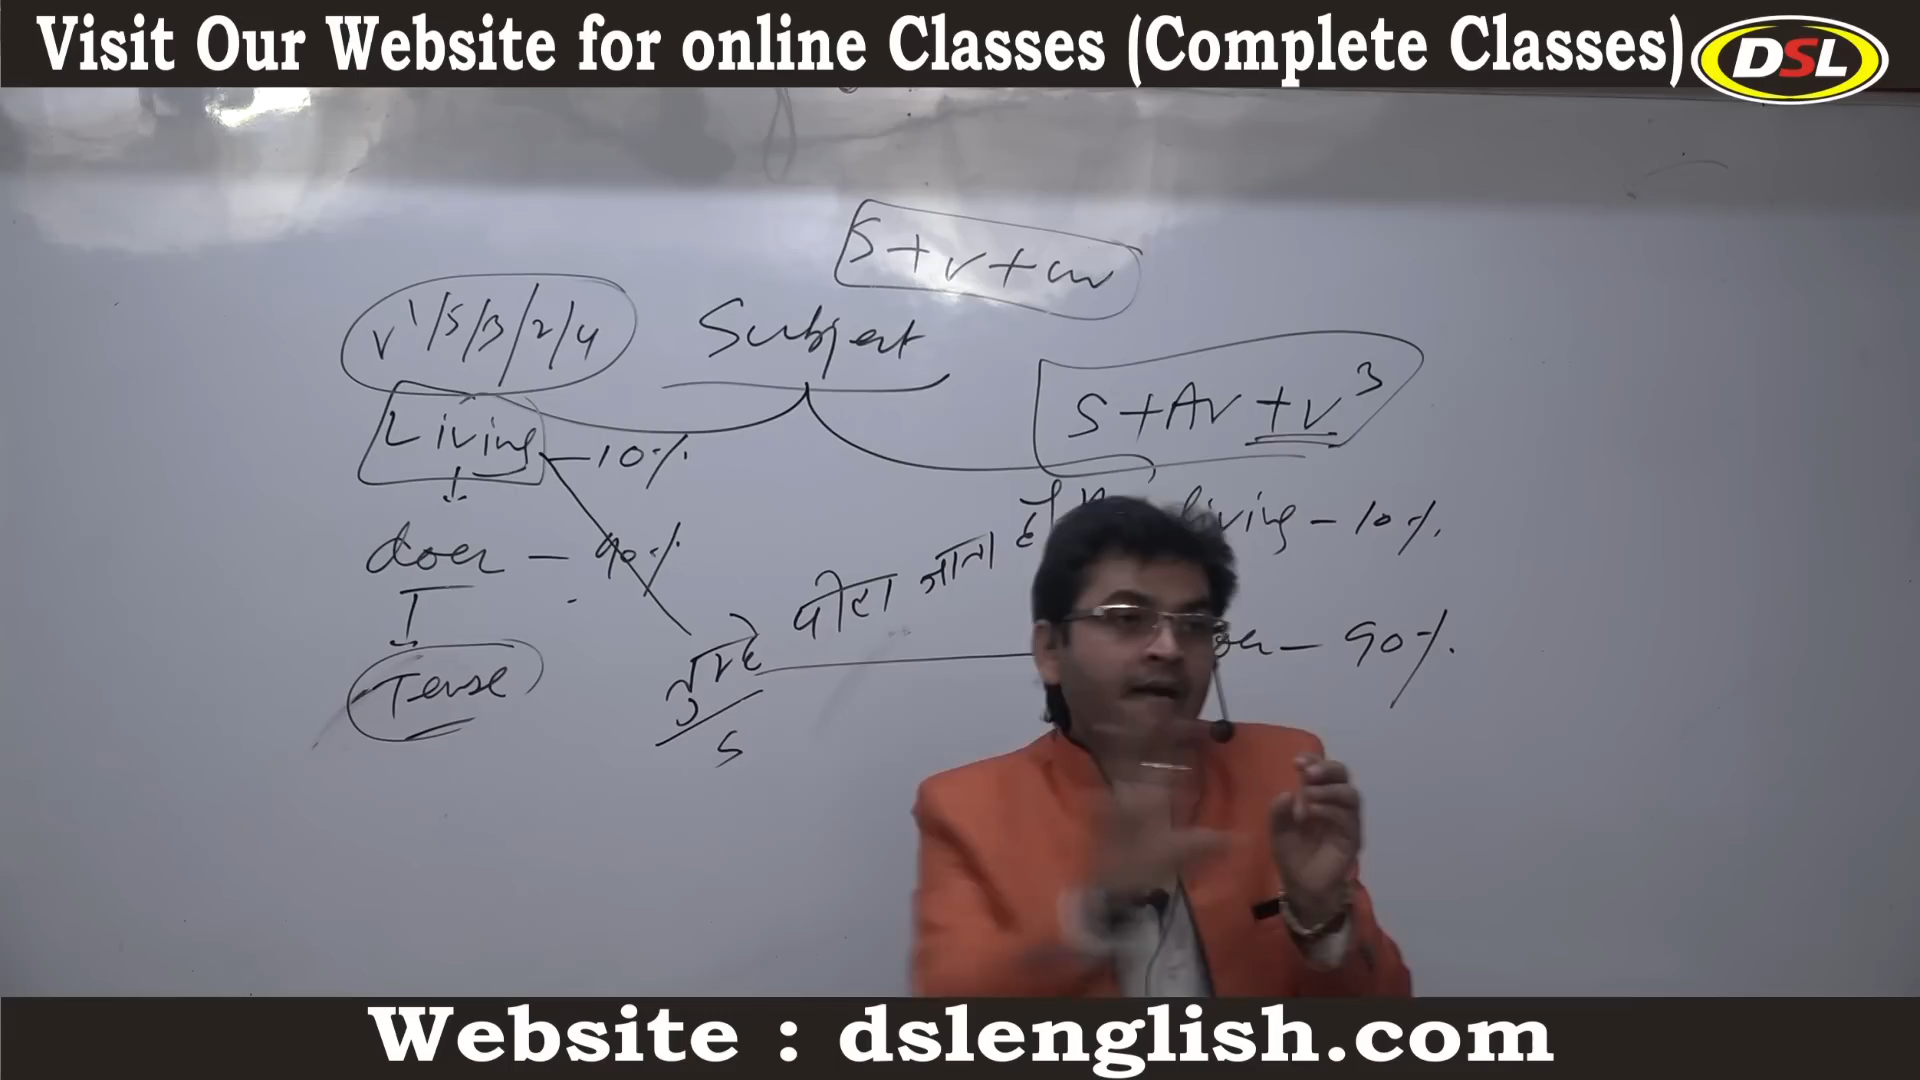 Visit Our Website for online Classes (Complete Classes)
DSL
S+V+
V1/5/3/2/4
Subject
S+AV+V3
Living – 10%
living – 10%.
doer – 90%
तुम्हे पीटा जाता है
– 90%.
Tense
S
Website : dslenglish.com